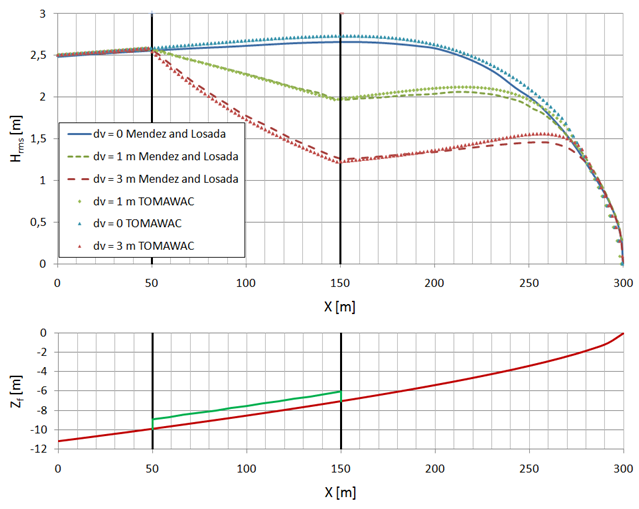 3,5
3
2,5
2
1,5
1
0,5
0
Hrms [m]
dv = 0 Mendez and Losada
dv = 1 m Mendez and Losada
dv = 3 m Mendez and Losada
dv = 1 m TOMAWAC
dv = 0 TOMAWAC
dv = 3 m TOMAWAC
0 50 100 150 200 250 300
X [m]
0
-2
-4
-6
-8
-10
-12
Zf [m]
0 50 100 150 200 250 300
X [m]